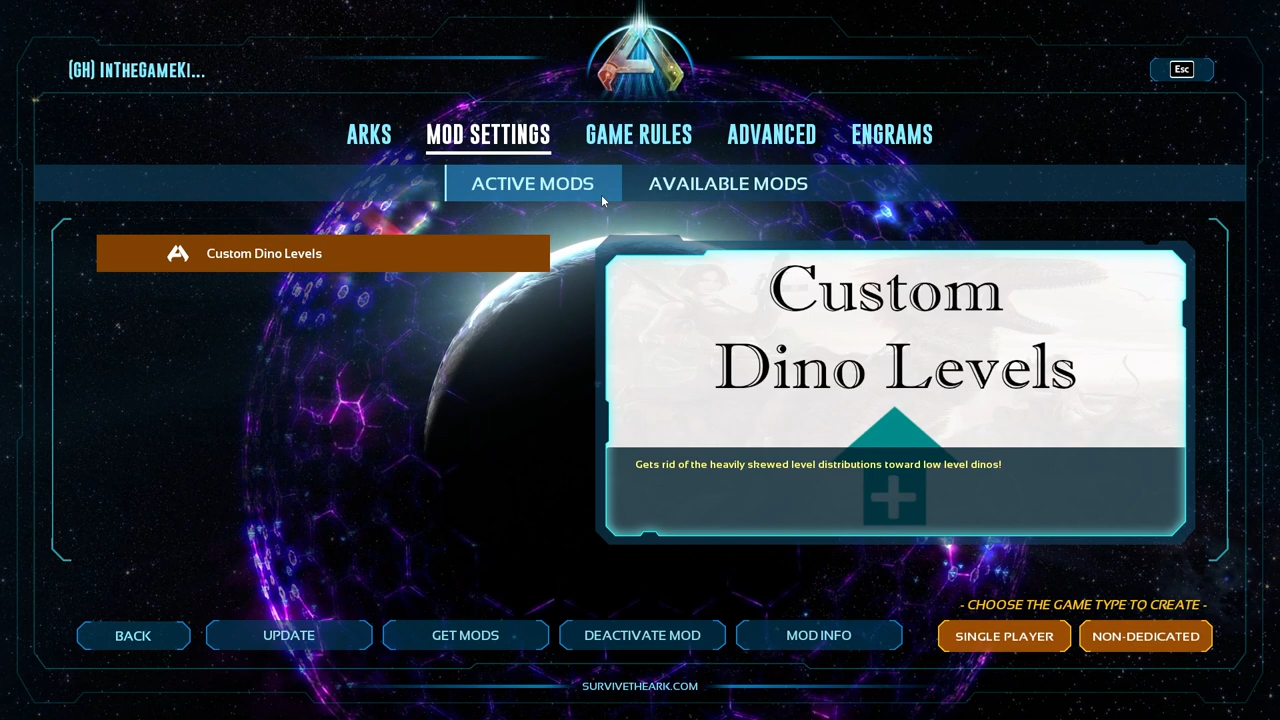 (GH) InTheGameKi...
Esc
ARKS
MOD SETTINGS
GAME RULES
ADVANCED
ENGRAMS
ACTIVE MODS
AVAILABLE MODS
Custom Dino Levels
Custom
Dino Levels
Gets rid of the heavily skewed level distributions toward low level dinos!
- CHOOSE THE GAME TYPE TO CREATE -
BACK
UPDATE
GET MODS
DEACTIVATE MOD
MOD INFO
SINGLE PLAYER
NON-DEDICATED
SURVIVETHEARK.COM